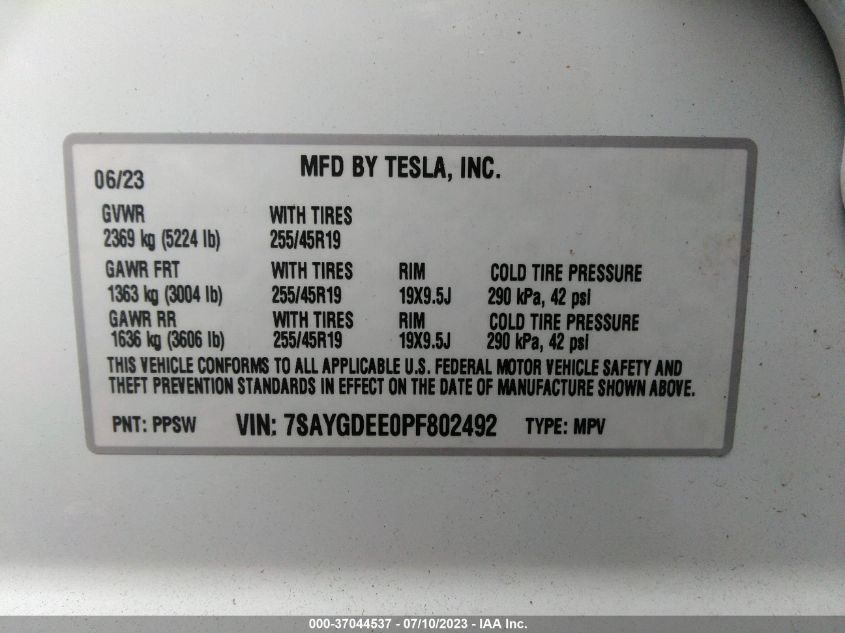 MFD BY TESLA, INC.
06/23
GVWR WITH TIRES
2369 kg (5224 lb) 255/45R19
GAWR FRT WITH TIRES RIM COLD TIRE PRESSURE
1363 kg (3004 lb) 255/45R19 19X9.5J 290 kPa, 42 psi
GAWR RR WITH TIRES RIM COLD TIRE PRESSURE
1636 kg (3606 lb) 255/45R19 19X9.5J 290 kPa, 42 psi
THIS VEHICLE CONFORMS TO ALL APPLICABLE U.S. FEDERAL MOTOR VEHICLE SAFETY AND
THEFT PREVENTION STANDARDS IN EFFECT ON THE DATE OF MANUFACTURE SHOWN ABOVE.
PNT: PPSW VIN: 7SAYGDEE0PF802492 TYPE: MPV
000-37044537 - 07/10/2023 - IAA Inc.